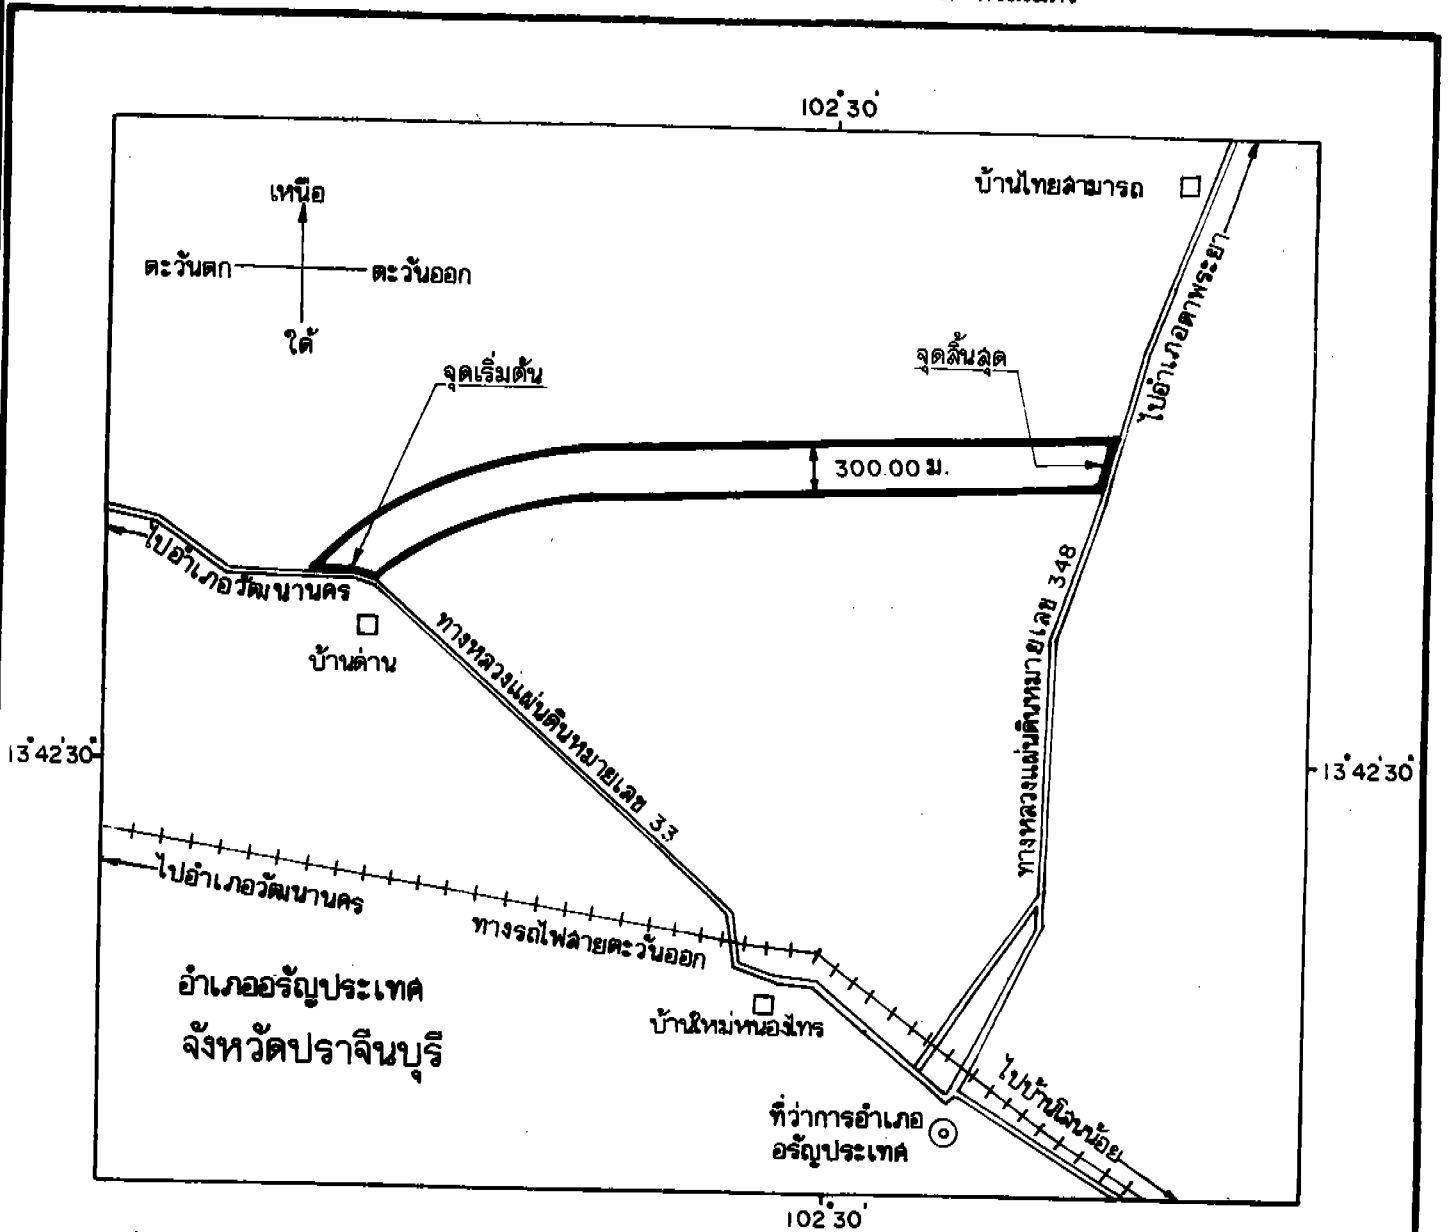 102°30'
บ้านไทยสามารถ
เหนือ
ตะวันตก
ตะวันออก
ใต้
ไปอำเภอตาพระยา
จุดเริ่มต้น
จุดสิ้นสุด
300.00 ม.
ไปอำเภอวัฒนานคร
บ้านด่าน
ทางหลวงแผ่นดินหมายเลข 33
ทางหลวงแผ่นดินหมายเลข 348
13°42'30"
13°42'30"
ไปอำเภอวัฒนานคร
ทางรถไฟสายตะวันออก
อำเภออรัญประเทศ
จังหวัดปราจีนบุรี
บ้านใหม่หนองไทร
ไปบ้านโคนน้อย
ที่ว่าการอำเภอ
อรัญประเทศ
102°30'